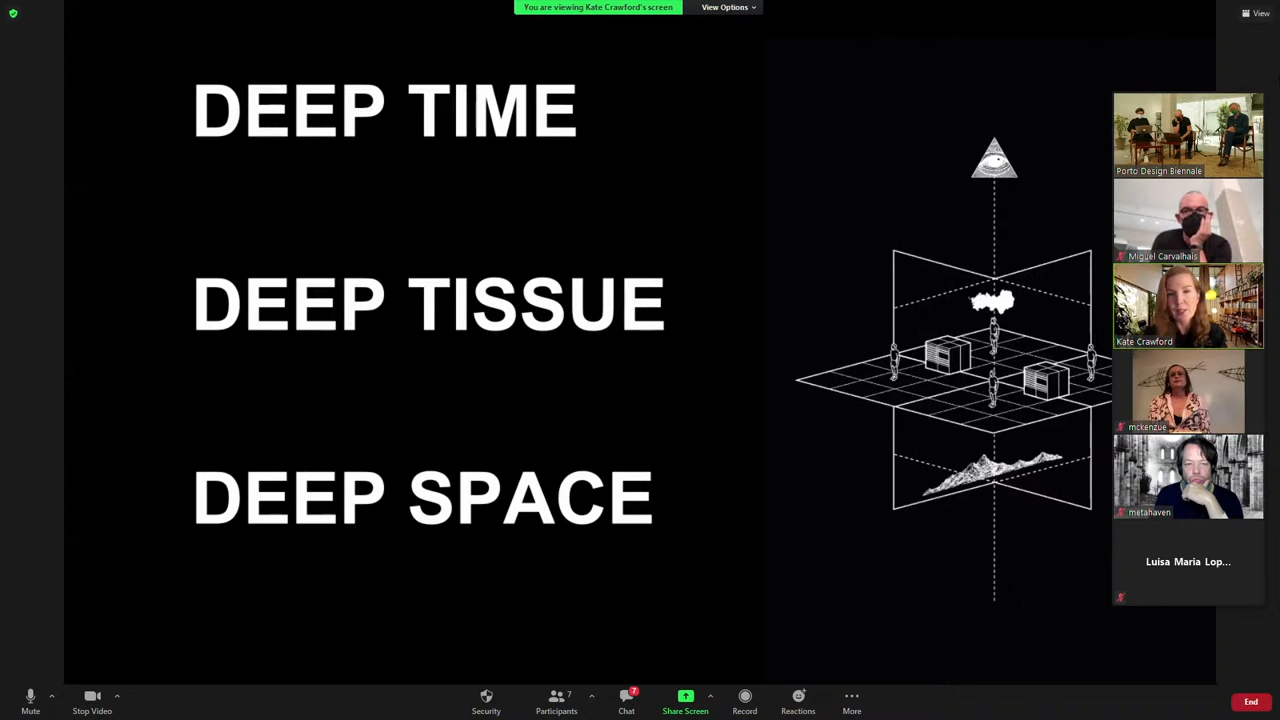 You are viewing Kate Crawford's screen
View Options
View
DEEP TIME
DEEP TISSUE
DEEP SPACE
Porto Design Biennale
Miguel Carvalhais
Kate Crawford
mckenzue
metahaven
Luisa Maria Lop...
Mute
Stop Video
Security
7
Participants
7
Chat
Share Screen
Record
Reactions
More
End